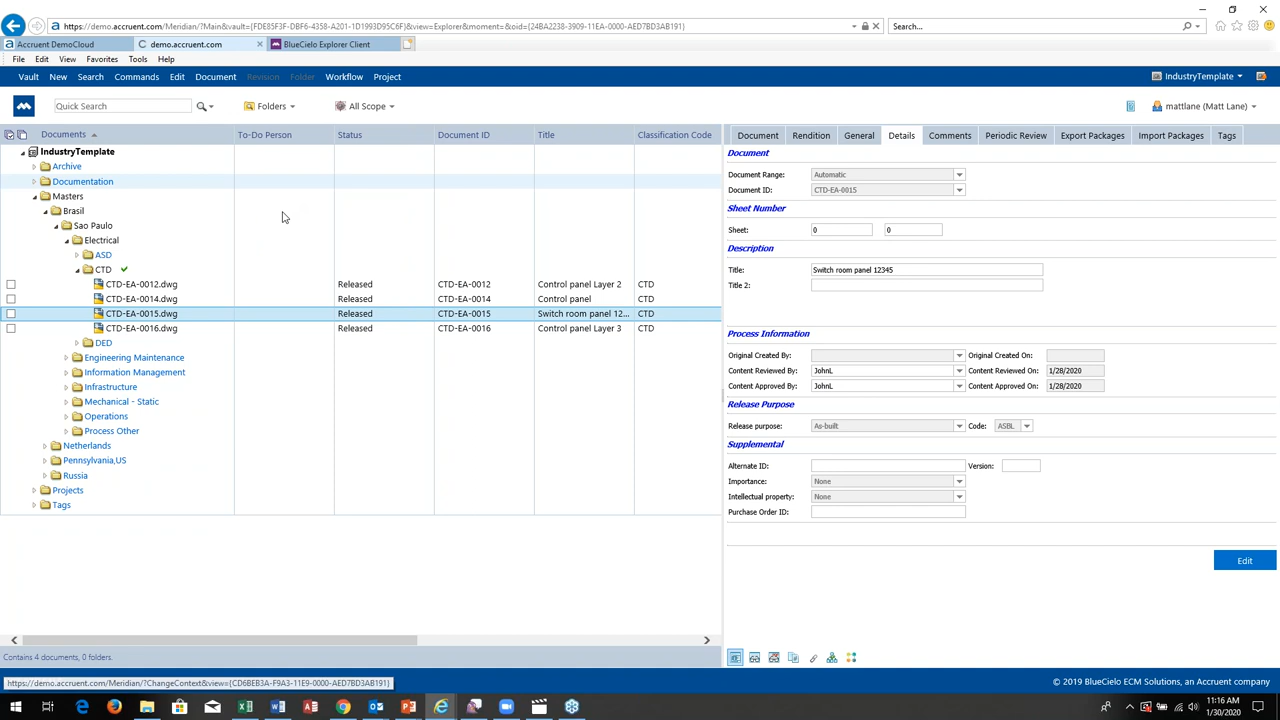 https://demo.accruent.com/Meridian/?Main&vault={FDE85F3F-DBF6-4358-A201-1D1993D95C6F}&view=Explorer&moment=&oid={24BA2238-3909-11EA-0000-AED7BD3AB191}
Search...
Accruent DemoCloud
demo.accruent.com
BlueCielo Explorer Client
File Edit View Favorites Tools Help
Vault New Search Commands Edit Document Revision Folder Workflow Project
IndustryTemplate
Quick Search
Folders
All Scope
mattlane (Matt Lane)
Documents To-Do Person Status Document ID Title Classification Code
IndustryTemplate
Archive
Documentation
Masters
Brasil
Sao Paulo
Electrical
ASD
CTD
CTD-EA-0012.dwg Released CTD-EA-0012 Control panel Layer 2 CTD
CTD-EA-0014.dwg Released CTD-EA-0014 Control panel CTD
CTD-EA-0015.dwg Released CTD-EA-0015 Switch room panel 12... CTD
CTD-EA-0016.dwg Released CTD-EA-0016 Control panel Layer 3 CTD
DED
Engineering Maintenance
Information Management
Infrastructure
Mechanical - Static
Operations
Process Other
Netherlands
Pennsylvania,US
Russia
Projects
Tags
Contains 4 documents, 0 folders.
Document Rendition General Details Comments Periodic Review Export Packages Import Packages Tags
Document
Document Range: Automatic
Document ID: CTD-EA-0015
Sheet Number
Sheet: 0 0
Description
Title: Switch room panel 12345
Title 2:
Process Information
Original Created By: Original Created On:
Content Reviewed By: JohnL Content Reviewed On: 1/28/2020
Content Approved By: JohnL Content Approved On: 1/28/2020
Release Purpose
Release purpose: As-built Code: ASBL
Supplemental
Alternate ID: Version:
Importance: None
Intellectual property: None
Purchase Order ID:
Edit
https://demo.accruent.com/Meridian/?ChangeContext&view={CD6BEB3A-F9A3-11E9-0000-AED7BD3AB191}
© 2019 BlueCielo ECM Solutions, an Accruent company
11:16 AM
1/30/2020